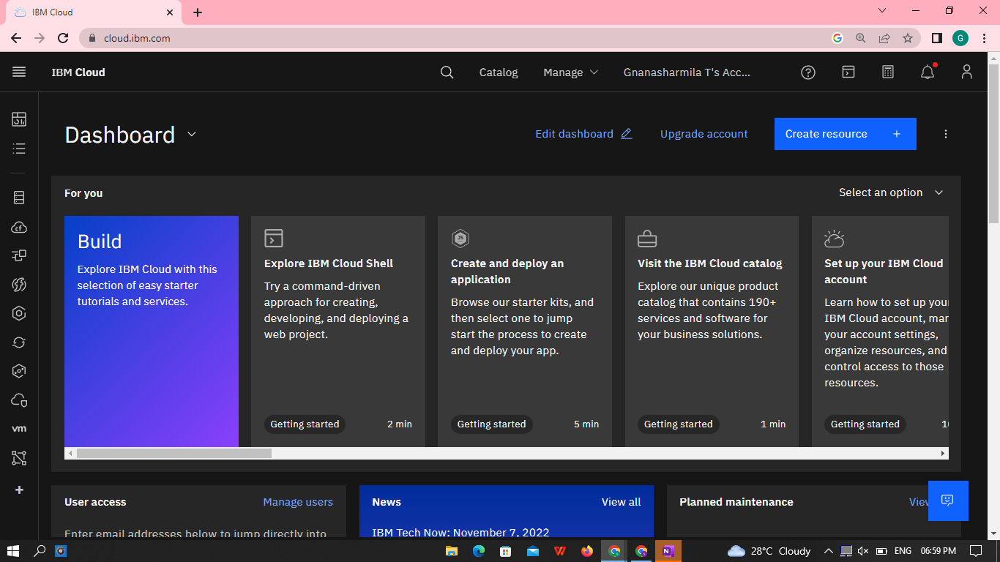 IBM Cloud
cloud.ibm.com
G
G
IBM Cloud
Catalog
Manage
Gnanasharmila T's Acc...
Dashboard
Edit dashboard
Upgrade account
Create resource +
For you
Select an option
Build
Explore IBM Cloud with this
selection of easy starter
tutorials and services.
Explore IBM Cloud Shell
Try a command-driven
approach for creating,
developing, and deploying a
web project.
Getting started
2 min
JS
Create and deploy an
application
Browse our starter kits, and
then select one to jump
start the process to create
and deploy your app.
Getting started
5 min
Visit the IBM Cloud catalog
Explore our unique product
catalog that contains 190+
services and software for
your business solutions.
Getting started
1 min
Set up your IBM Cloud
account
Learn how to set up your
IBM Cloud account, mar
your account settings,
organize resources, and
control access to those
resources.
Getting started
cf
vm
User access
Manage users
Enter email addresses below to jump directly into
News
View all
IBM Tech Now: November 7, 2022
Planned maintenance
View
28°C Cloudy
ENG
06:59 PM